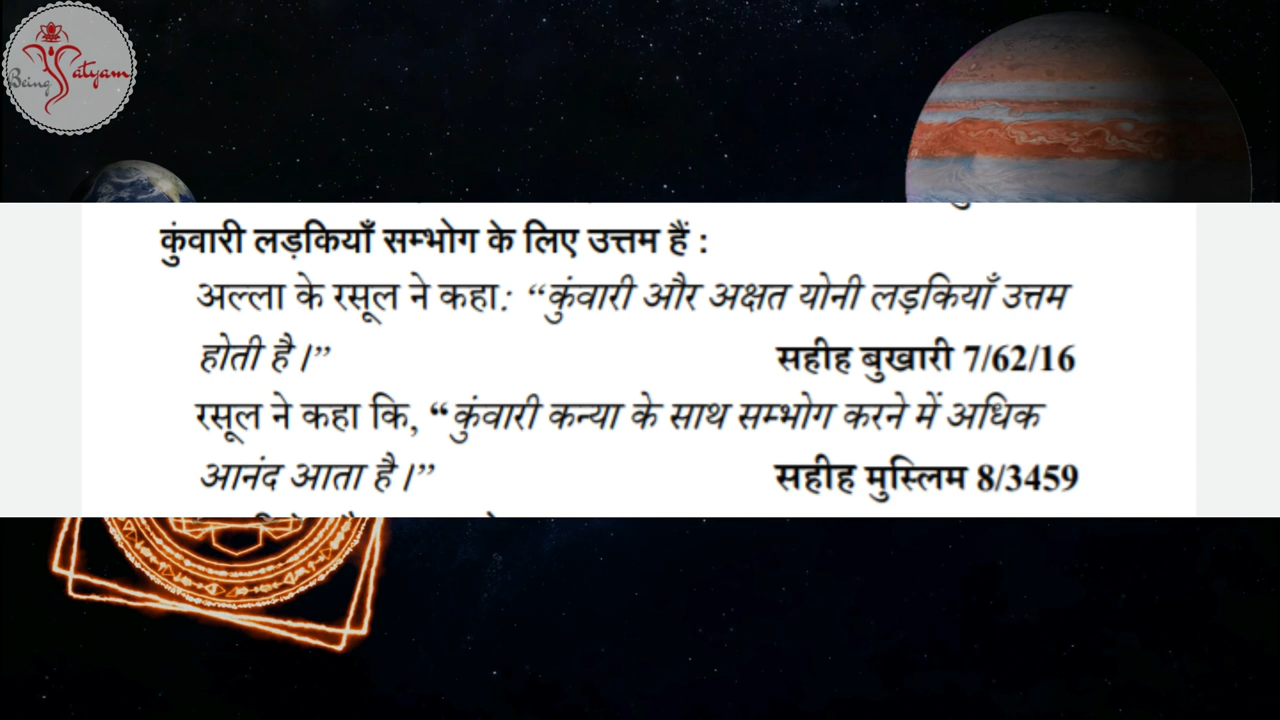 Being Satyam
कुंवारी लड़कियाँ सम्भोग के लिए उत्तम हैं :
अल्ला के रसूल ने कहा: “कुंवारी और अक्षत योनी लड़कियाँ उत्तम
होती है।” सहीह बुखारी 7/62/16
रसूल ने कहा कि, “कुंवारी कन्या के साथ सम्भोग करने में अधिक
आनंद आता है।” सहीह मुस्लिम 8/3459